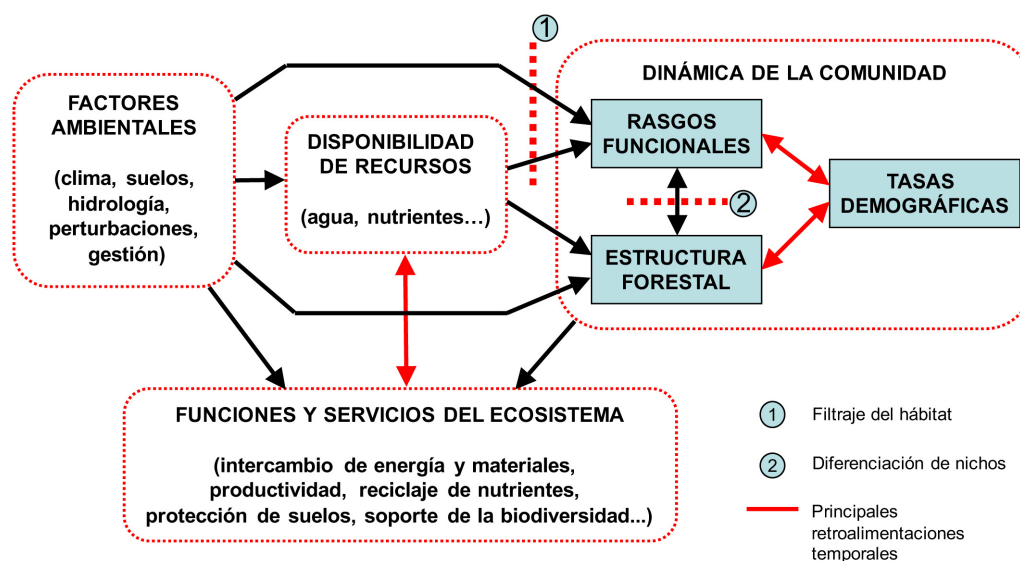 1
FACTORES
AMBIENTALES
(clima, suelos,
hidrología,
perturbaciones,
gestión)
DISPONIBILIDAD
DE RECURSOS
(agua, nutrientes…)
DINÁMICA DE LA COMUNIDAD
RASGOS
FUNCIONALES
2
TASAS
DEMOGRÁFICAS
ESTRUCTURA
FORESTAL
FUNCIONES Y SERVICIOS DEL ECOSISTEMA
(intercambio de energía y materiales,
productividad, reciclaje de nutrientes,
protección de suelos, soporte de la biodiversidad...)
1 Filtraje del hábitat
2 Diferenciación de nichos
Principales
retroalimentaciones
temporales